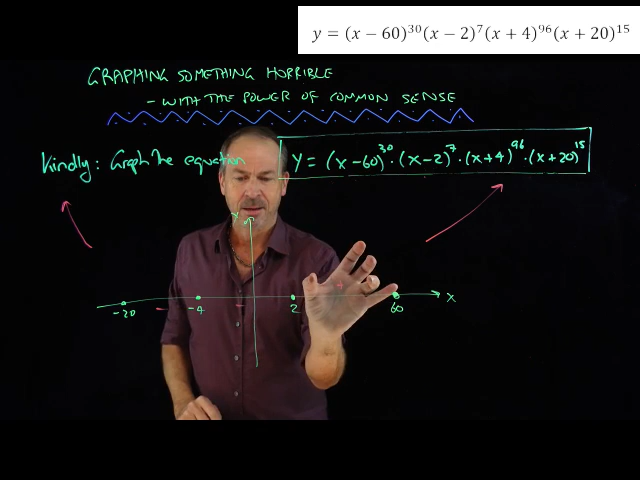 y = (x − 60)³⁰(x − 2)⁷(x + 4)⁹⁶(x + 20)¹⁵
GRAPHING SOMETHING HORRIBLE
- WITH THE POWER OF COMMON SENSE
Kindly: Graph the equation Y = (x-60)³⁰·(x-2)⁷·(x+4)⁹⁶·(x+20)¹⁵
Y
+
- - x
-20 -4 2 60